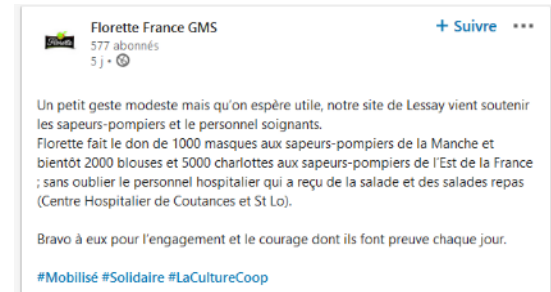 Florette France GMS
+ Suivre •••
577 abonnés
5 j •
Florette
Un petit geste modeste mais qu'on espère utile, notre site de Lessay vient soutenir
les sapeurs-pompiers et le personnel soignants.
Florette fait le don de 1000 masques aux sapeurs-pompiers de la Manche et
bientôt 2000 blouses et 5000 charlottes aux sapeurs-pompiers de l'Est de la France
; sans oublier le personnel hospitalier qui a reçu de la salade et des salades repas
(Centre Hospitalier de Coutances et St Lo).
Bravo à eux pour l'engagement et le courage dont ils font preuve chaque jour.
#Mobilisé #Solidaire #LaCultureCoop